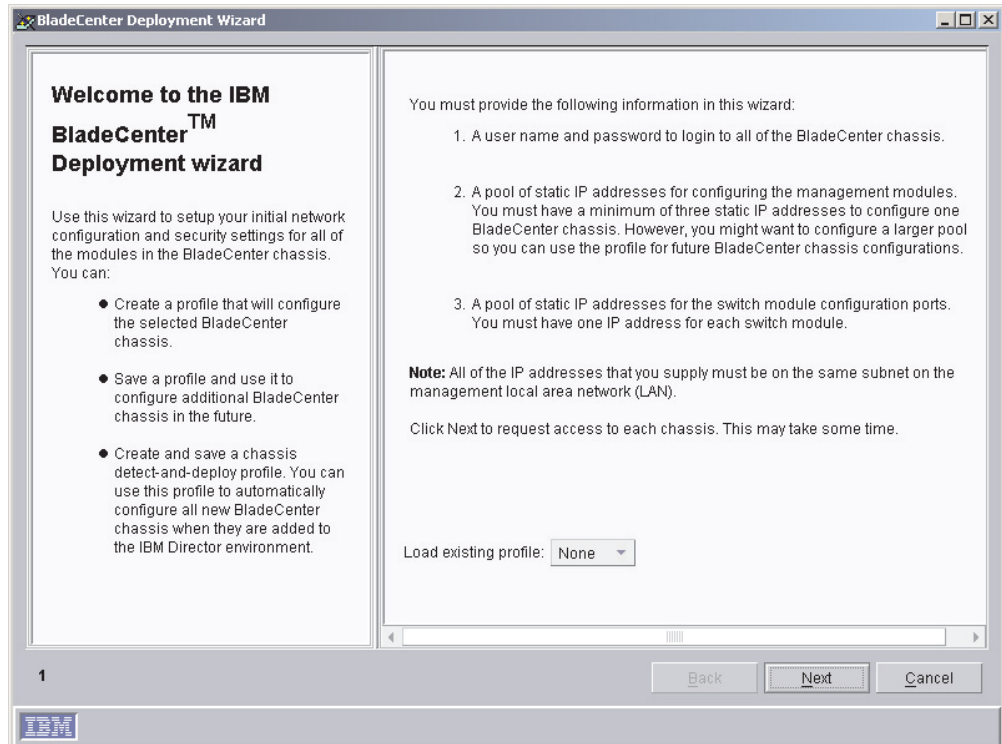 BladeCenter Deployment Wizard
Welcome to the IBM
BladeCenter™
Deployment wizard
Use this wizard to setup your initial network
configuration and security settings for all of
the modules in the BladeCenter chassis.
You can:
● Create a profile that will configure
the selected BladeCenter
chassis.
● Save a profile and use it to
configure additional BladeCenter
chassis in the future.
● Create and save a chassis
detect-and-deploy profile. You can
use this profile to automatically
configure all new BladeCenter
chassis when they are added to
the IBM Director environment.
You must provide the following information in this wizard:
1. A user name and password to login to all of the BladeCenter chassis.
2. A pool of static IP addresses for configuring the management modules.
You must have a minimum of three static IP addresses to configure one
BladeCenter chassis. However, you might want to configure a larger pool
so you can use the profile for future BladeCenter chassis configurations.
3. A pool of static IP addresses for the switch module configuration ports.
You must have one IP address for each switch module.
Note: All of the IP addresses that you supply must be on the same subnet on the
management local area network (LAN).
Click Next to request access to each chassis. This may take some time.
Load existing profile: None
1
Back Next Cancel
IBM